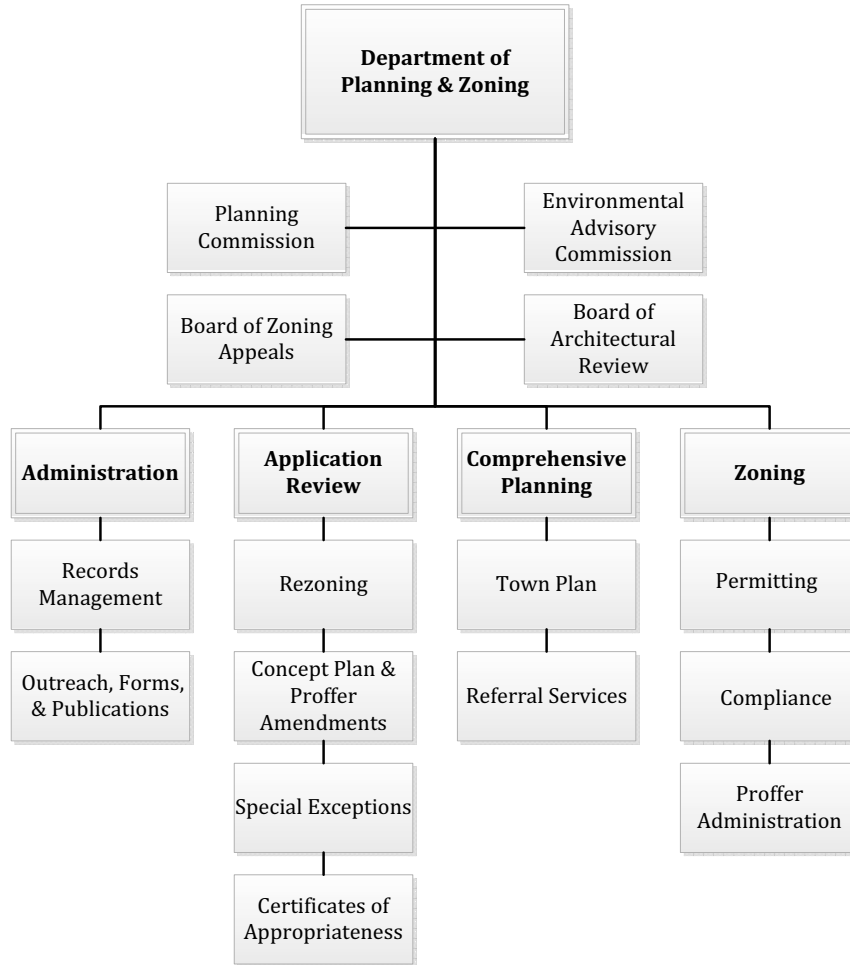 Department of
Planning & Zoning
Planning
Commission
Environmental
Advisory
Commission
Board of Zoning
Appeals
Board of
Architectural
Review
Administration
Records
Management
Outreach, Forms,
& Publications
Application
Review
Rezoning
Concept Plan &
Proffer
Amendments
Special Exceptions
Certificates of
Appropriateness
Comprehensive
Planning
Town Plan
Referral Services
Zoning
Permitting
Compliance
Proffer
Administration